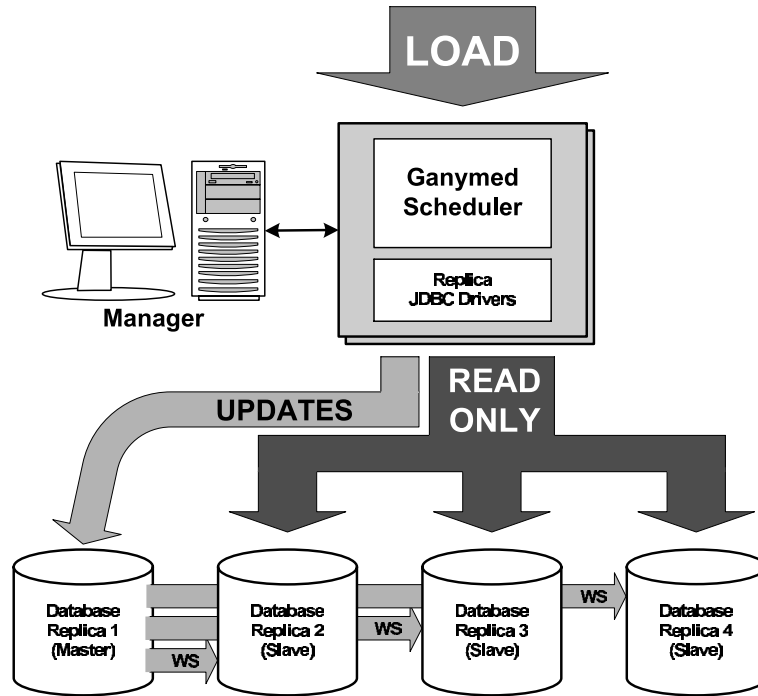 LOAD
Ganymed
Scheduler
Replica
JDBC Drivers
Manager
UPDATES
READ
ONLY
Database
Replica 1
(Master)
WS
Database
Replica 2
(Slave)
WS
Database
Replica 3
(Slave)
WS
Database
Replica 4
(Slave)